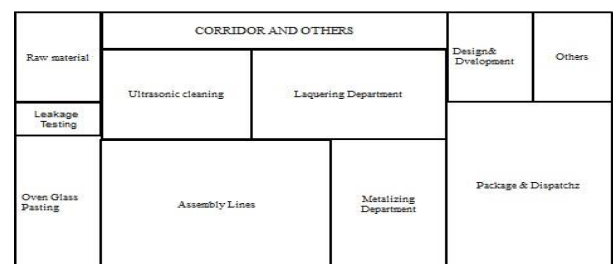 CORRIDOR AND OTHERS
Raw material
Design&
Dvelopment
Others
Ultrasonic cleaning
Laquering Department
Leakage
Testing
Oven Glass
Pasting
Assembly Lines
Metalizing
Department
Package & Dispatchz